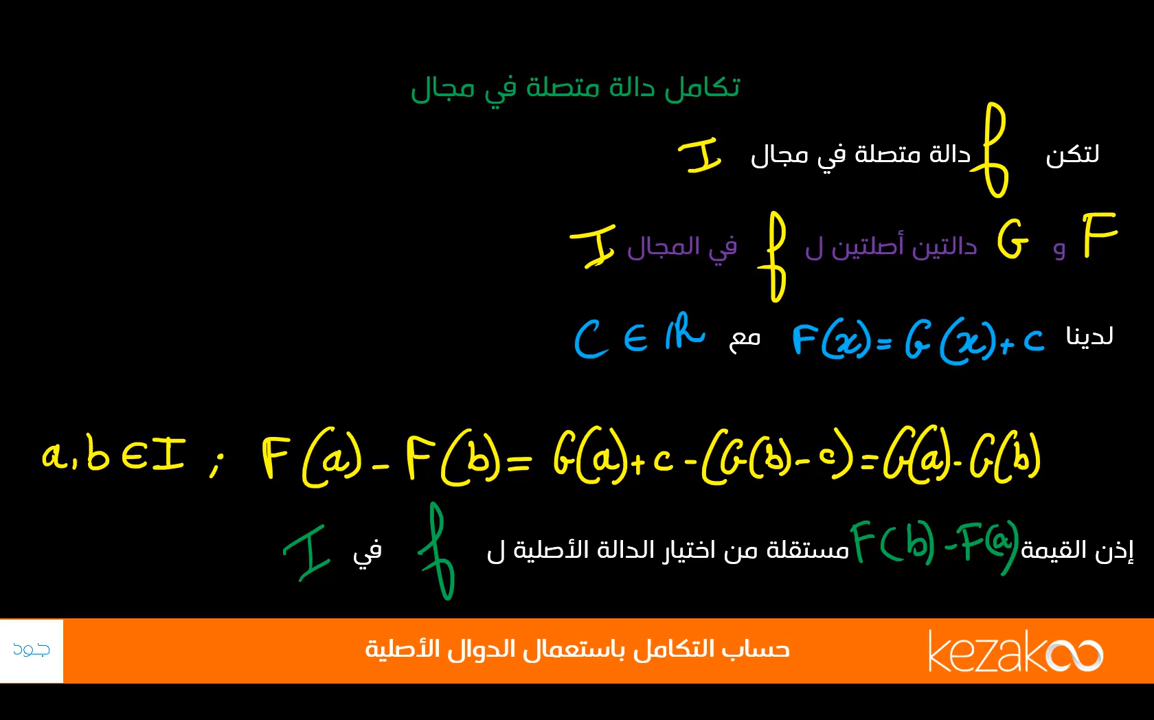 تكامل دالة متصلة في مجال
لتكن f دالة متصلة في مجال I
F و G دالتين أصلتين ل f في المجال I
لدينا F(x)=G(x)+c مع C∈IR
a,b∈I ; F(a)-F(b)=G(a)+c-(G(b)-c)=G(a)-G(b)
إذن القيمة F(b)-F(a) مستقلة من اختيار الدالة الأصلية ل f في I
حساب التكامل باستعمال الدوال الأصلية
kezakoo
جود